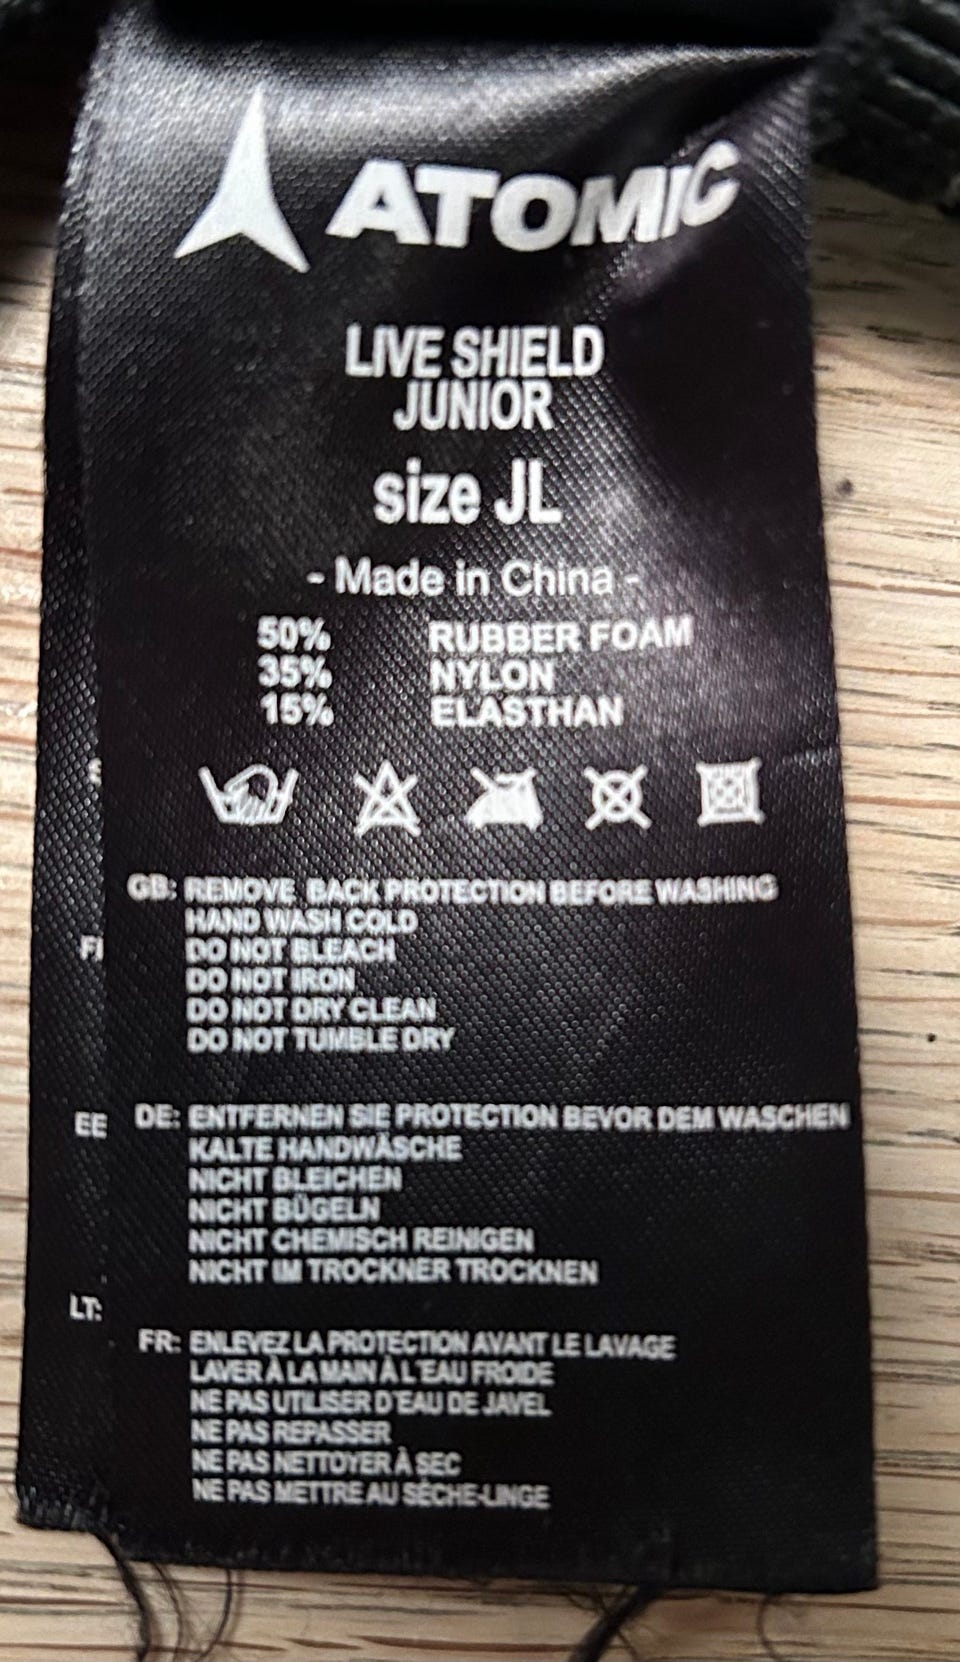 ATOMIC
LIVE SHIELD
JUNIOR
size JL
- Made in China -
50% RUBBER FOAM
35% NYLON
15% ELASTHAN
GB: REMOVE BACK PROTECTION BEFORE WASHING
HAND WASH COLD
DO NOT BLEACH
DO NOT IRON
DO NOT DRY CLEAN
DO NOT TUMBLE DRY
EE
DE: ENTFERNEN SIE PROTECTION BEVOR DEM WASCHEN
KALTE HANDWÄSCHE
NICHT BLEICHEN
NICHT BÜGELN
NICHT CHEMISCH REINIGEN
NICHT IM TROCKNER TROCKNEN
LT:
FR: ENLEVEZ LA PROTECTION AVANT LE LAVAGE
LAVER À LA MAIN À L'EAU FROIDE
NE PAS UTILISER D'EAU DE JAVEL
NE PAS REPASSER
NE PAS NETTOYER À SEC
NE PAS METTRE AU SÈCHE-LINGE